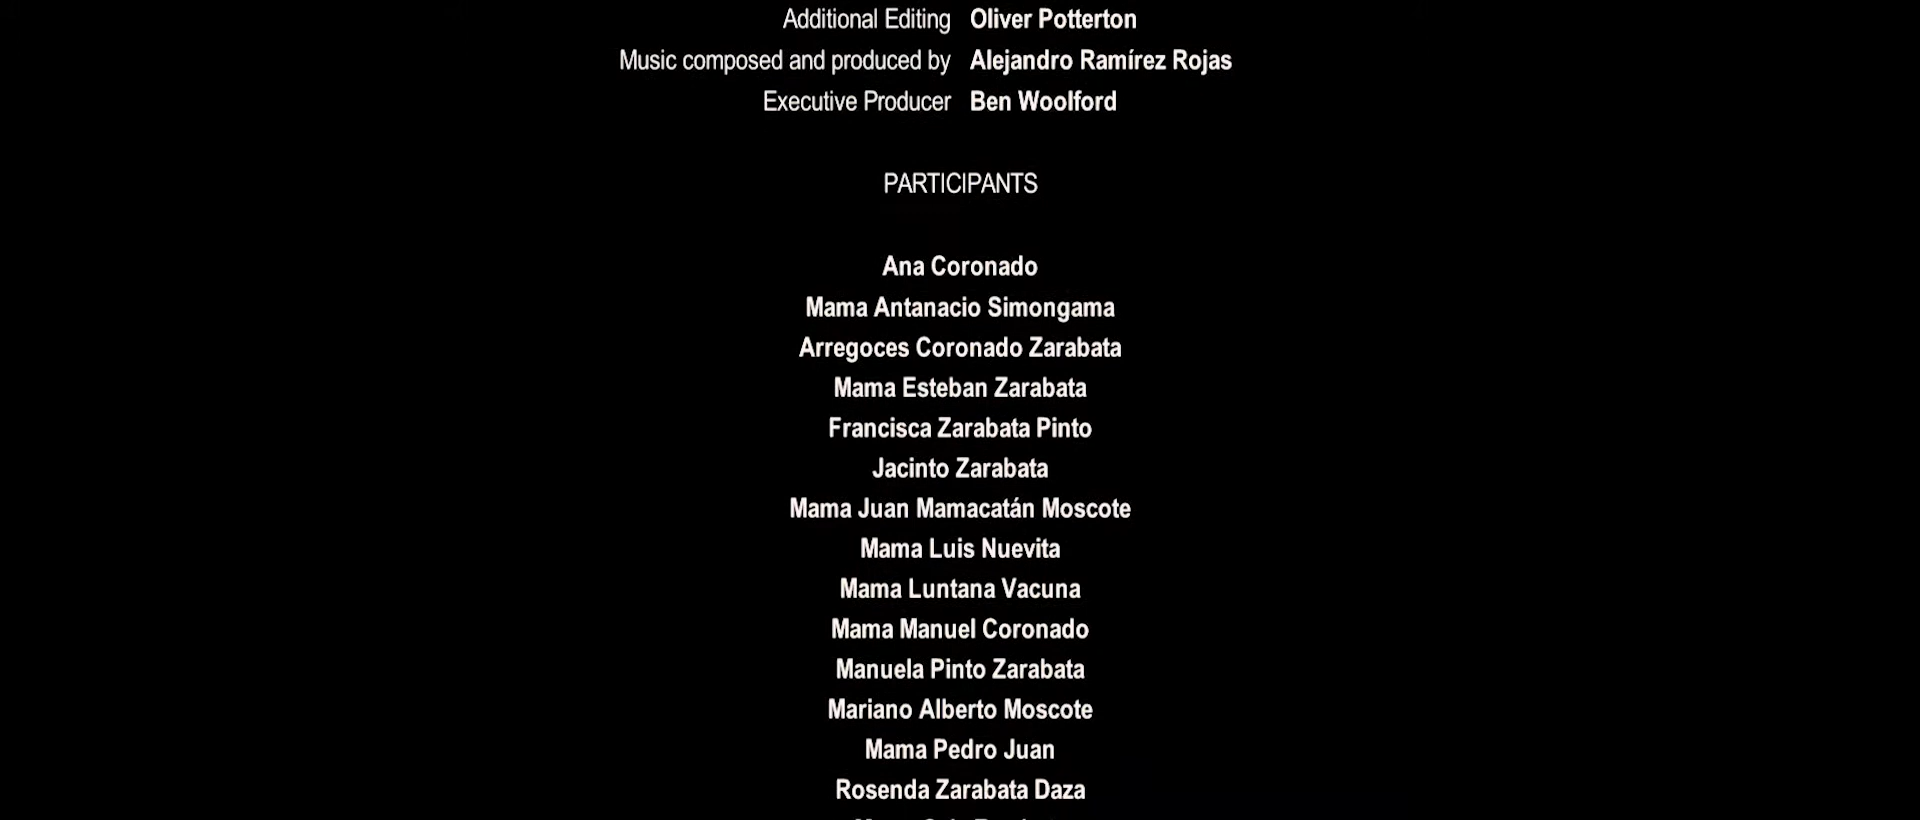 Additional Editing Oliver Potterton
Music composed and produced by Alejandro Ramírez Rojas
Executive Producer Ben Woolford
PARTICIPANTS
Ana Coronado
Mama Antanacio Simongama
Arregoces Coronado Zarabata
Mama Esteban Zarabata
Francisca Zarabata Pinto
Jacinto Zarabata
Mama Juan Mamacatán Moscote
Mama Luis Nuevita
Mama Luntana Vacuna
Mama Manuel Coronado
Manuela Pinto Zarabata
Mariano Alberto Moscote
Mama Pedro Juan
Rosenda Zarabata Daza